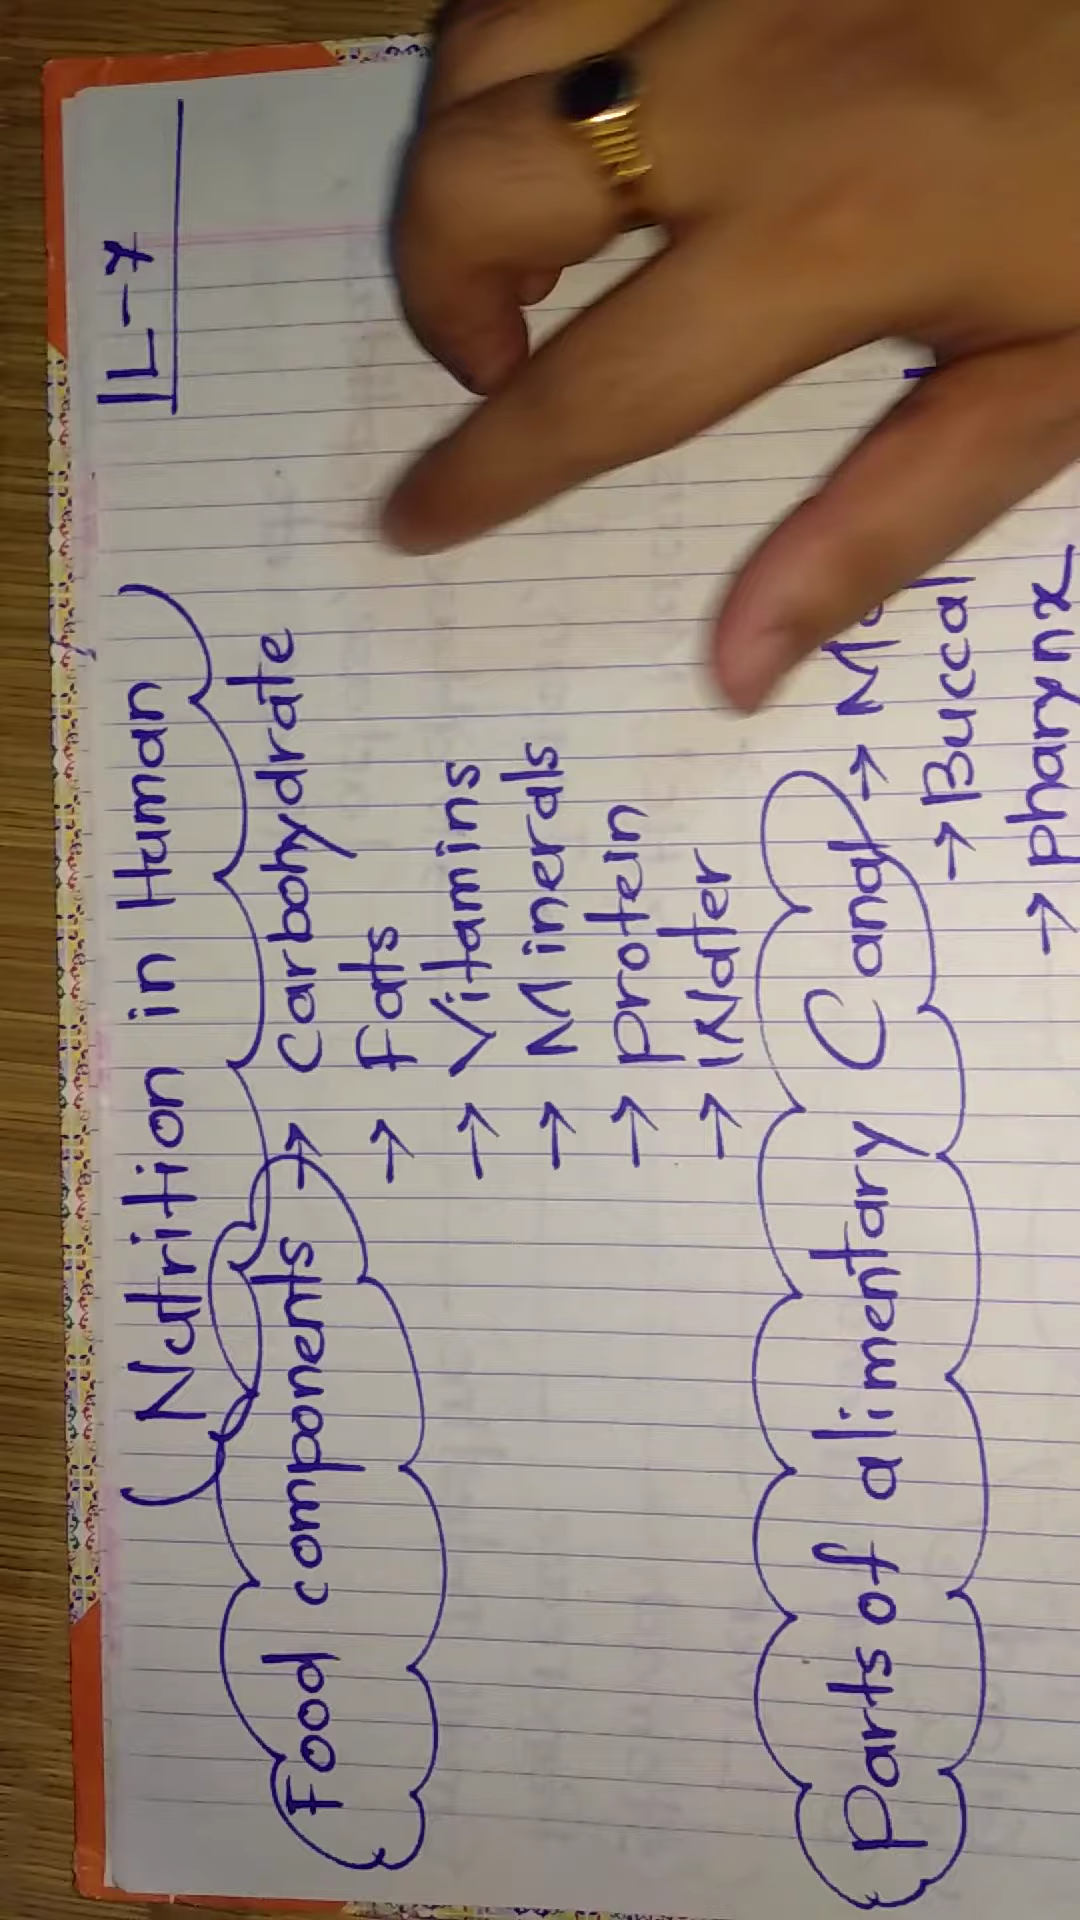 L-7
(Nutrition in Human)
Food components → Carbohydrate
→ Fats
→ Vitamins
→ Minerals
→ Protein
→ Water
Parts of alimentary Canal →
→ Buccal
→ Pharynx